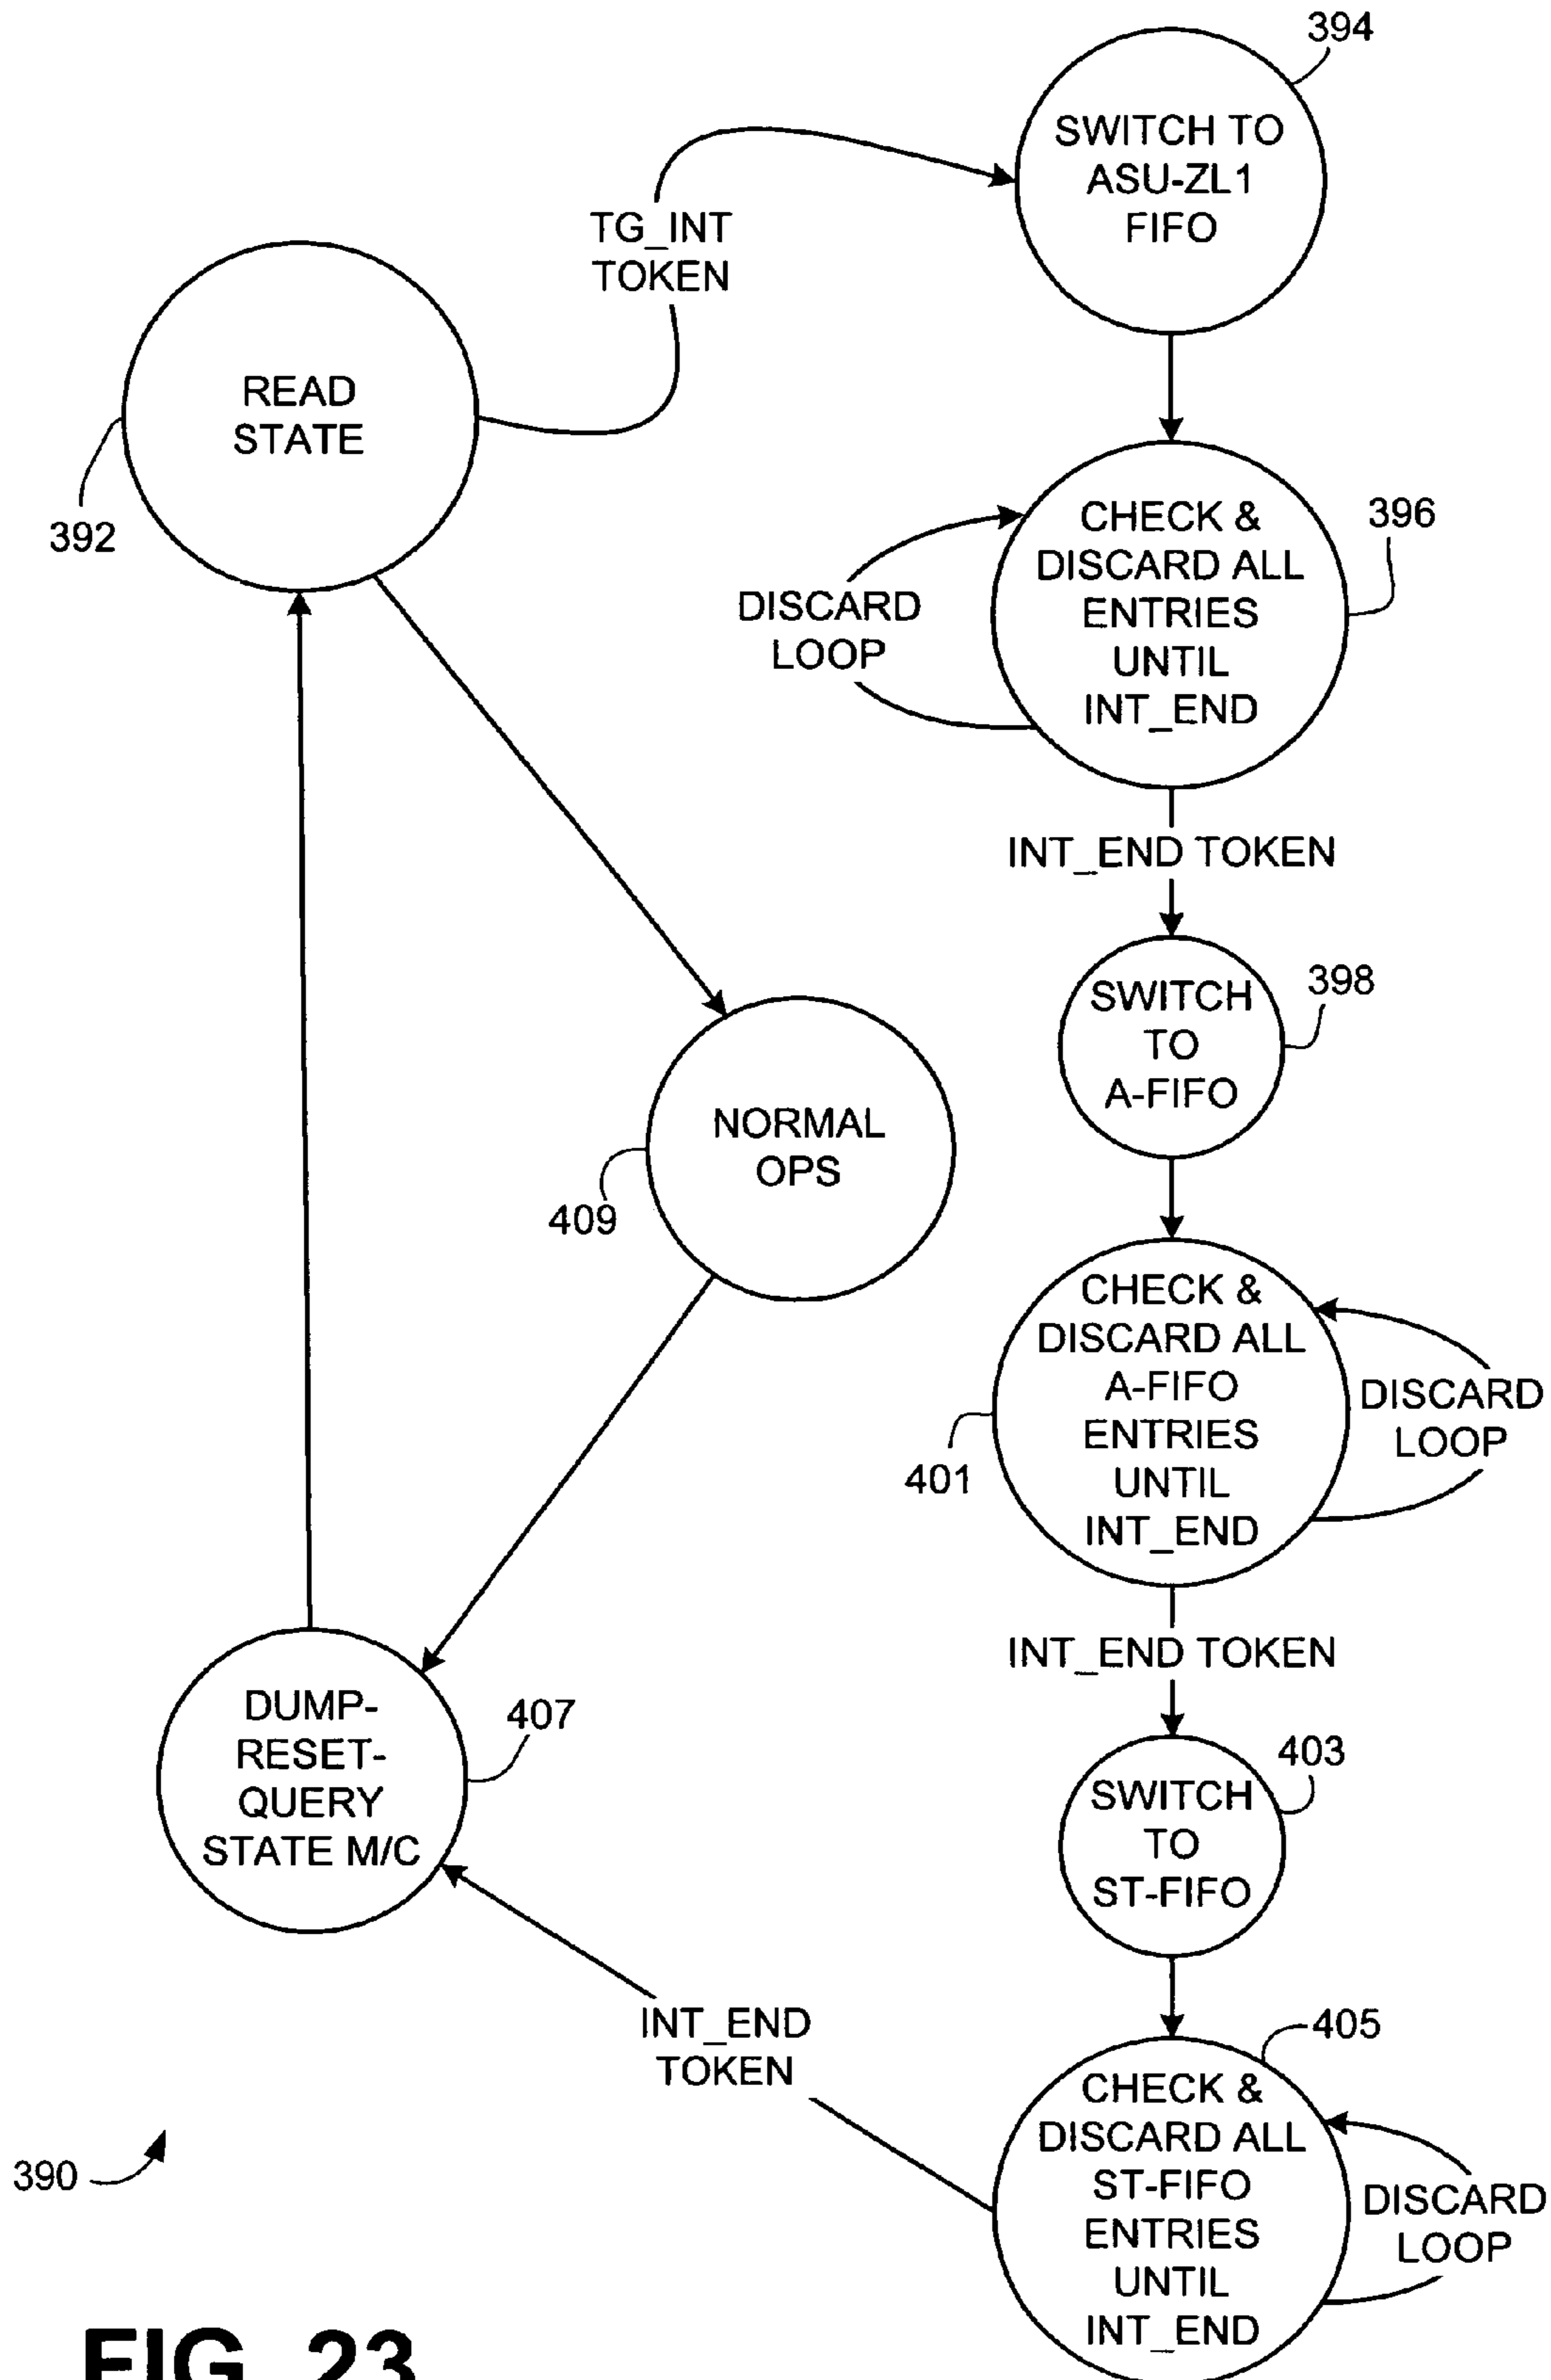 394
SWITCH TO
ASU-ZL1
FIFO
TG_INT
TOKEN
READ
STATE
392
CHECK &
DISCARD ALL
ENTRIES
UNTIL
INT_END
396
DISCARD
LOOP
INT_END TOKEN
SWITCH
TO
A-FIFO
398
NORMAL
OPS
409
CHECK &
DISCARD ALL
A-FIFO
ENTRIES
UNTIL
INT_END
DISCARD
LOOP
401
INT_END TOKEN
DUMP-
RESET-
QUERY
STATE M/C
407
SWITCH
TO
ST-FIFO
403
INT_END
TOKEN
405
CHECK &
DISCARD ALL
ST-FIFO
ENTRIES
UNTIL
INT_END
DISCARD
LOOP
390
FIG. 23